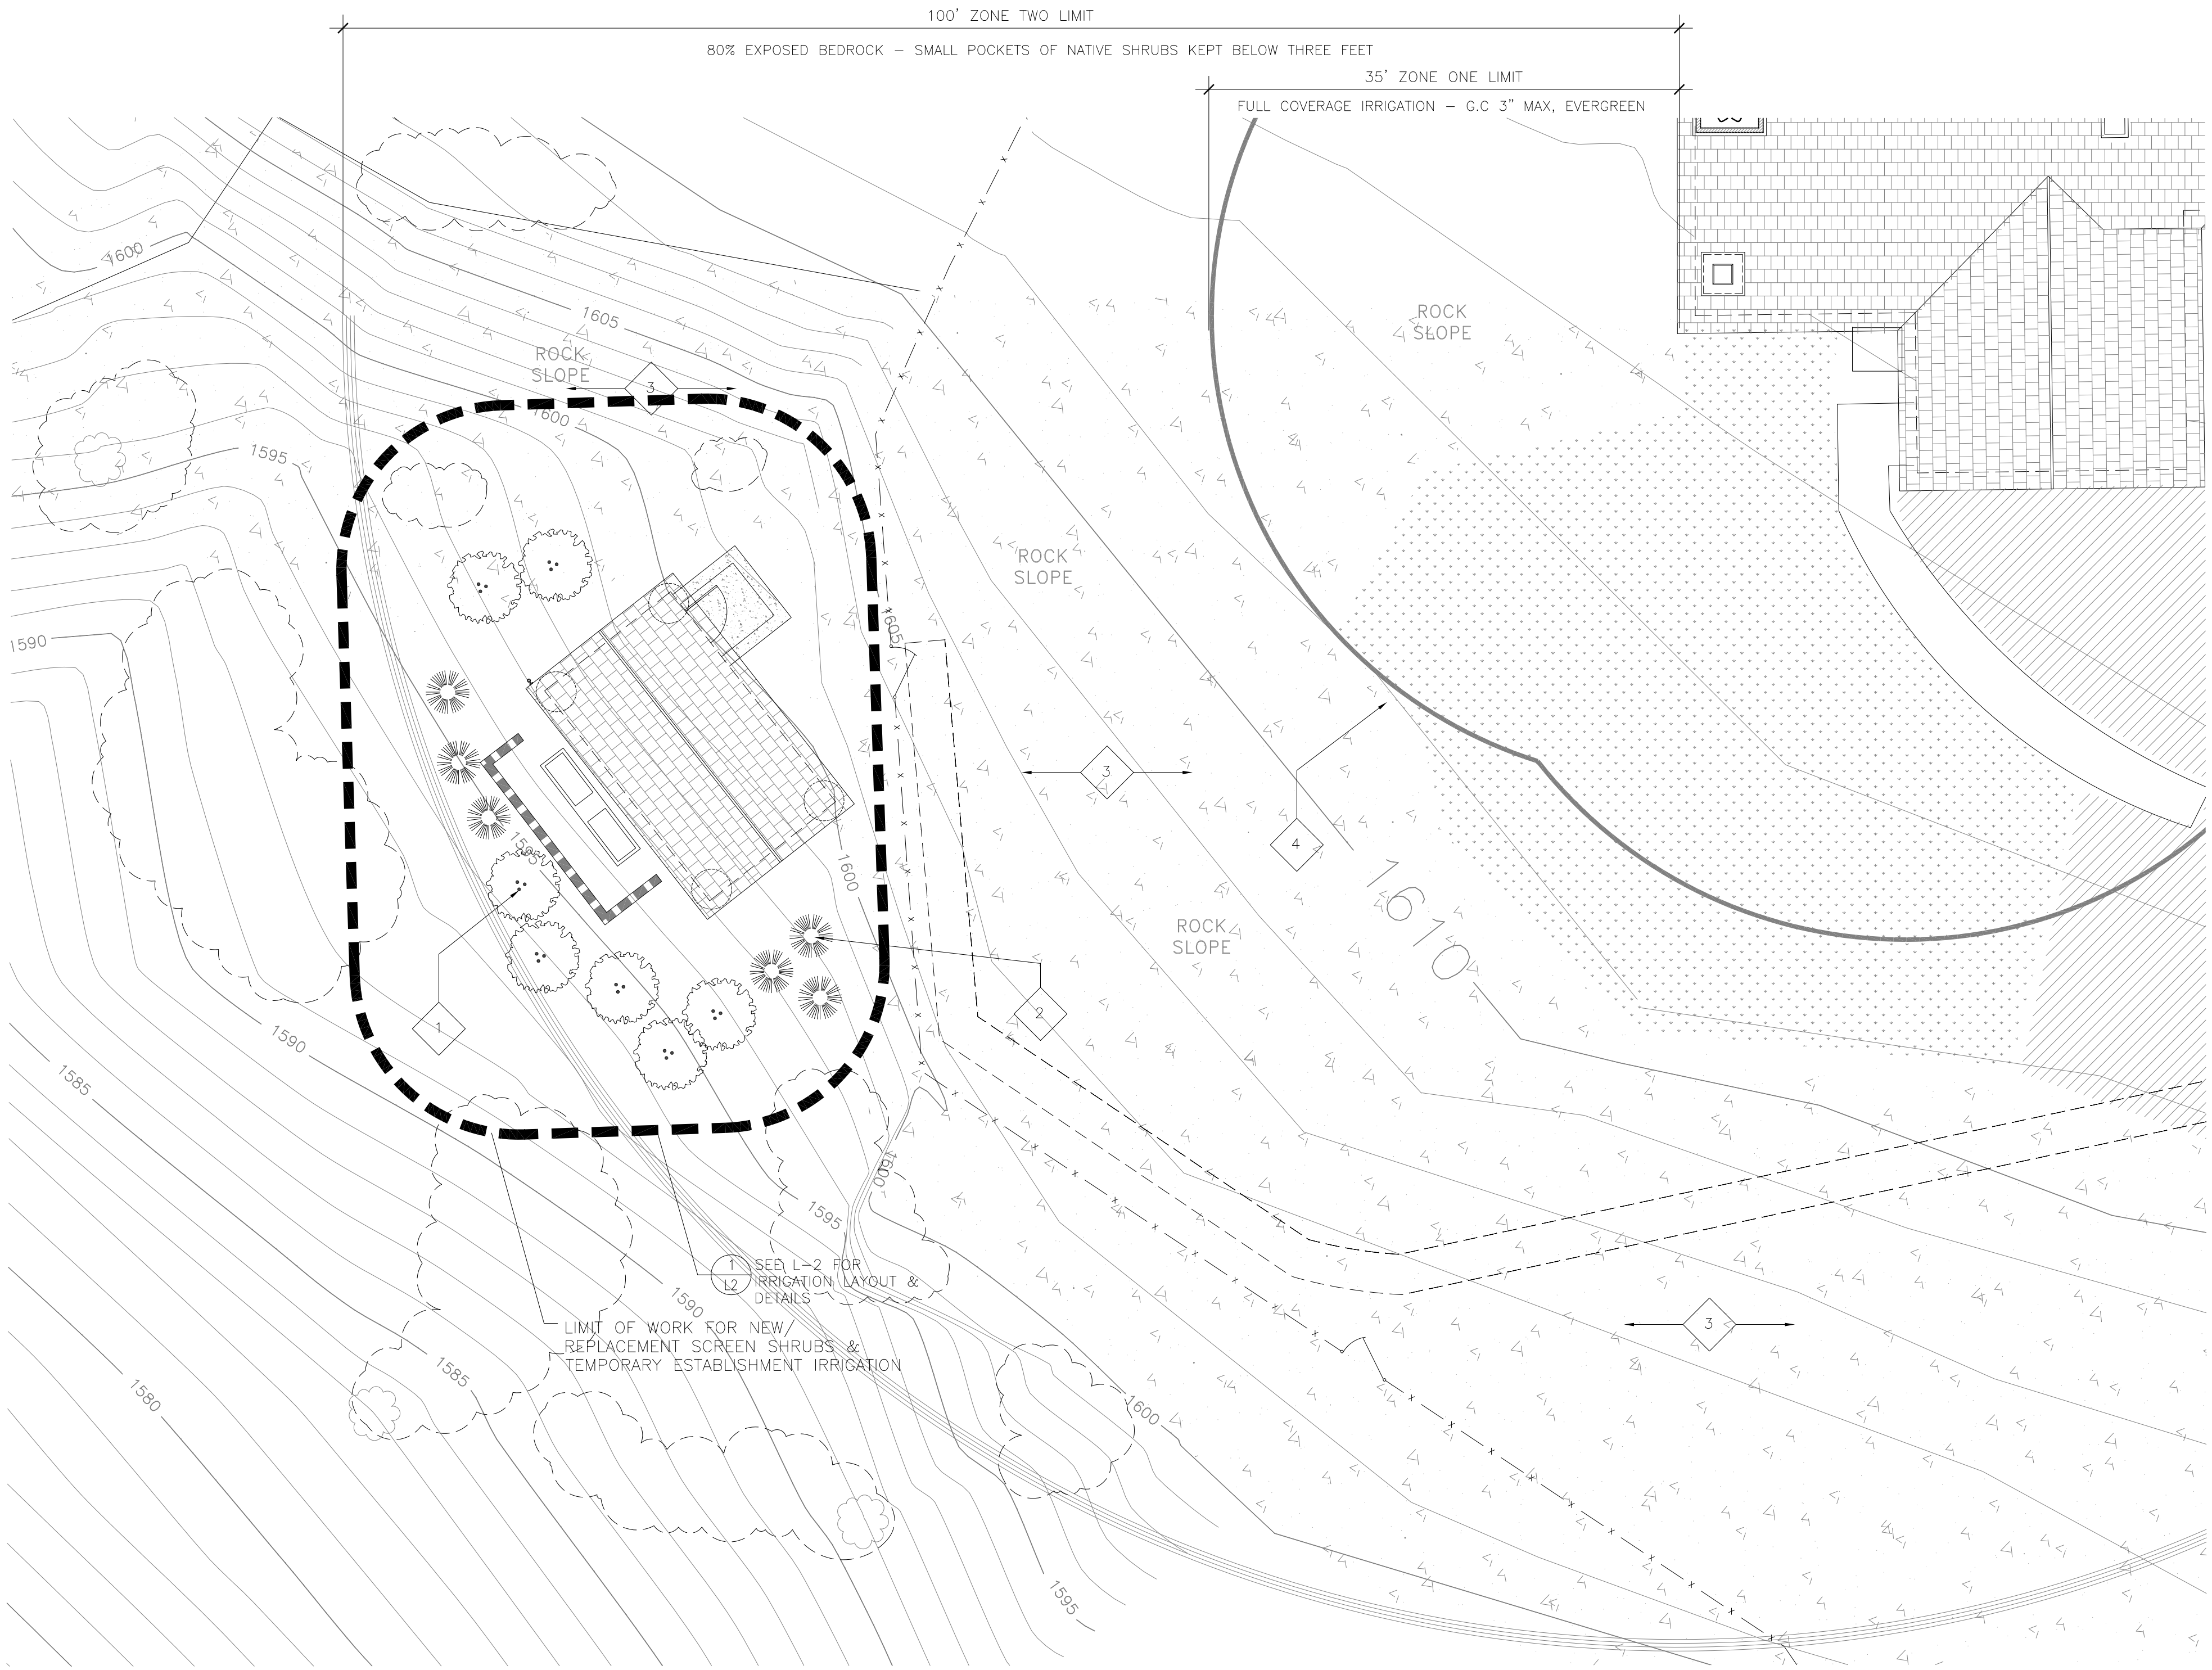 100' ZONE TWO LIMIT
80% EXPOSED BEDROCK – SMALL POCKETS OF NATIVE SHRUBS KEPT BELOW THREE FEET
35' ZONE ONE LIMIT
FULL COVERAGE IRRIGATION – G.C 3" MAX, EVERGREEN
1600
1605
ROCK
SLOPE
ROCK
SLOPE
3
1600
1595
ROCK
SLOPE
1605
1590
3
4
1595
1600
1610
ROCK
SLOPE
2
1
1590
1585
1600
1595
1
L2
SEE L-2 FOR
IRRIGATION LAYOUT &
DETAILS
1590
LIMIT OF WORK FOR NEW/
REPLACEMENT SCREEN SHRUBS &
TEMPORARY ESTABLISHMENT IRRIGATION
3
1585
1580
1600
1595